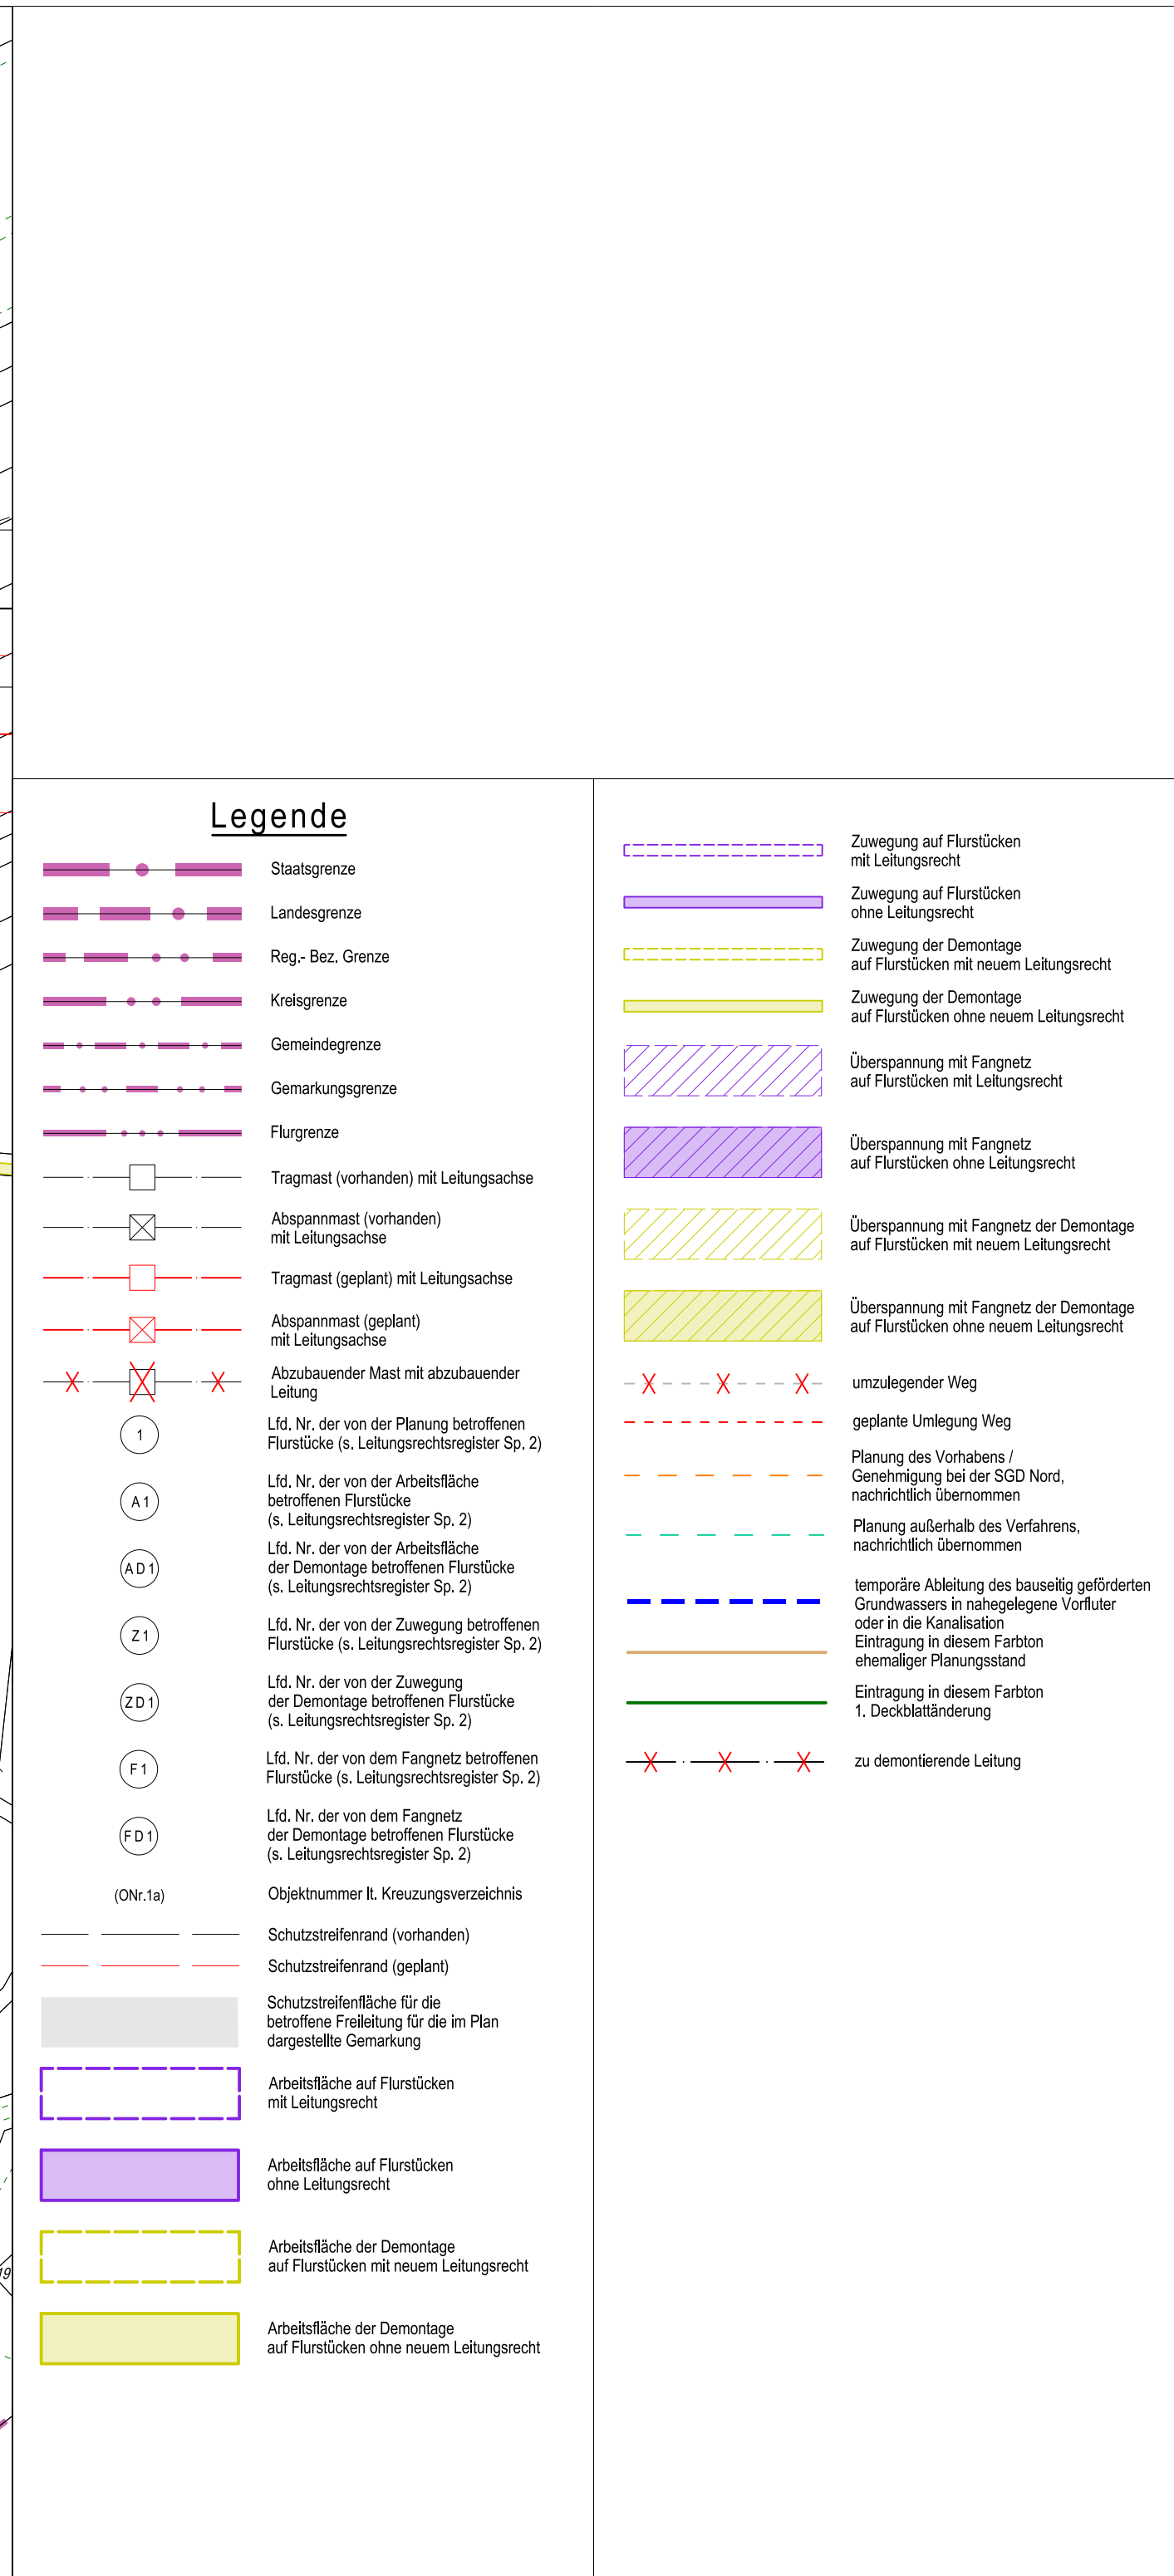 Legende
Staatsgrenze
Landesgrenze
Reg.- Bez. Grenze
Kreisgrenze
Gemeindegrenze
Gemarkungsgrenze
Flurgrenze
Tragmast (vorhanden) mit Leitungsachse
Abspannmast (vorhanden)
mit Leitungsachse
Tragmast (geplant) mit Leitungsachse
Abspannmast (geplant)
mit Leitungsachse
Abzubauender Mast mit abzubauender
Leitung
1
Lfd. Nr. der von der Planung betroffenen
Flurstücke (s. Leitungsrechtsregister Sp. 2)
A1
Lfd. Nr. der von der Arbeitsfläche
betroffenen Flurstücke
(s. Leitungsrechtsregister Sp. 2)
AD1
Lfd. Nr. der von der Arbeitsfläche
der Demontage betroffenen Flurstücke
(s. Leitungsrechtsregister Sp. 2)
Z1
Lfd. Nr. der von der Zuwegung betroffenen
Flurstücke (s. Leitungsrechtsregister Sp. 2)
ZD1
Lfd. Nr. der von der Zuwegung
der Demontage betroffenen Flurstücke
(s. Leitungsrechtsregister Sp. 2)
F1
Lfd. Nr. der von dem Fangnetz betroffenen
Flurstücke (s. Leitungsrechtsregister Sp. 2)
FD1
Lfd. Nr. der von dem Fangnetz
der Demontage betroffenen Flurstücke
(s. Leitungsrechtsregister Sp. 2)
(ONr.1a)
Objektnummer lt. Kreuzungsverzeichnis
Schutzstreifenrand (vorhanden)
Schutzstreifenrand (geplant)
Schutzstreifenfläche für die
betroffene Freileitung für die im Plan
dargestellte Gemarkung
Arbeitsfläche auf Flurstücken
mit Leitungsrecht
Arbeitsfläche auf Flurstücken
ohne Leitungsrecht
Arbeitsfläche der Demontage
auf Flurstücken mit neuem Leitungsrecht
Arbeitsfläche der Demontage
auf Flurstücken ohne neuem Leitungsrecht
Zuwegung auf Flurstücken
mit Leitungsrecht
Zuwegung auf Flurstücken
ohne Leitungsrecht
Zuwegung der Demontage
auf Flurstücken mit neuem Leitungsrecht
Zuwegung der Demontage
auf Flurstücken ohne neuem Leitungsrecht
Überspannung mit Fangnetz
auf Flurstücken mit Leitungsrecht
Überspannung mit Fangnetz
auf Flurstücken ohne Leitungsrecht
Überspannung mit Fangnetz der Demontage
auf Flurstücken mit neuem Leitungsrecht
Überspannung mit Fangnetz der Demontage
auf Flurstücken ohne neuem Leitungsrecht
umzulegender Weg
geplante Umlegung Weg
Planung des Vorhabens /
Genehmigung bei der SGD Nord,
nachrichtlich übernommen
Planung außerhalb des Verfahrens,
nachrichtlich übernommen
temporäre Ableitung des bauseitig geförderten
Grundwassers in nahegelegene Vorfluter
oder in die Kanalisation
Eintragung in diesem Farbton
ehemaliger Planungsstand
Eintragung in diesem Farbton
1. Deckblattänderung
zu demontierende Leitung